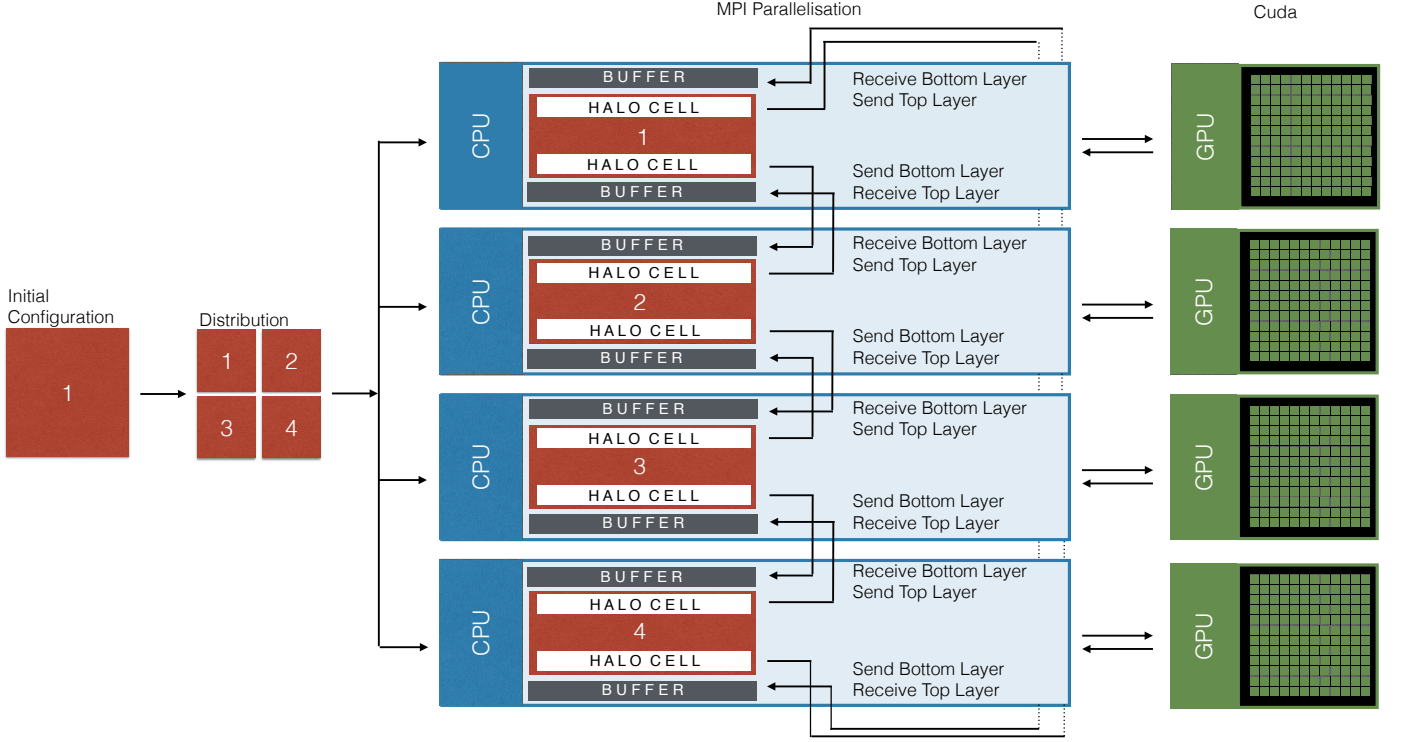 MPI Parallelisation
Cuda
Initial
Configuration
1
Distribution
1 2
3 4
CPU
BUFFER
HALO CELL
1
HALO CELL
BUFFER
Receive Bottom Layer
Send Top Layer
Send Bottom Layer
Receive Top Layer
GPU
CPU
BUFFER
HALO CELL
2
HALO CELL
BUFFER
Receive Bottom Layer
Send Top Layer
Send Bottom Layer
Receive Top Layer
GPU
CPU
BUFFER
HALO CELL
3
HALO CELL
BUFFER
Receive Bottom Layer
Send Top Layer
Send Bottom Layer
Receive Top Layer
GPU
CPU
BUFFER
HALO CELL
4
HALO CELL
BUFFER
Receive Bottom Layer
Send Top Layer
Send Bottom Layer
Receive Top Layer
GPU